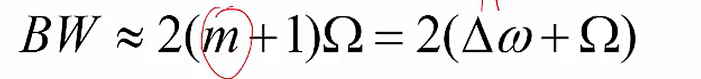 BW ≈ 2(m+1)Ω = 2(Δω+Ω)